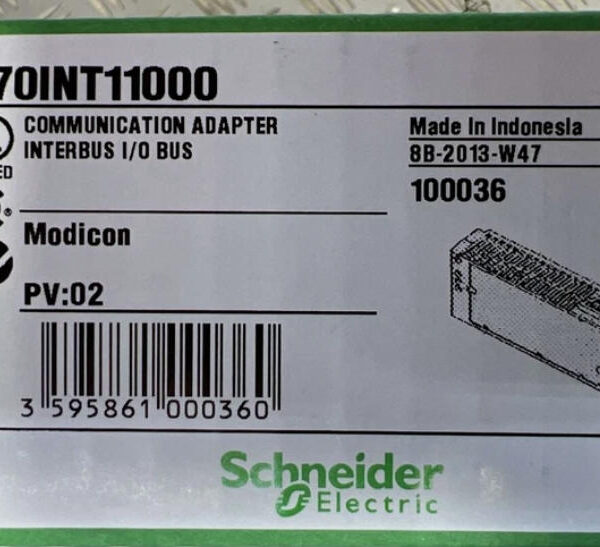 70INT11000
COMMUNICATION ADAPTER
INTERBUS I/O BUS
ED
Made In Indonesia
8B-2013-W47
100036
Modicon
PV:02
3 595861 000360
Schneider
Electric